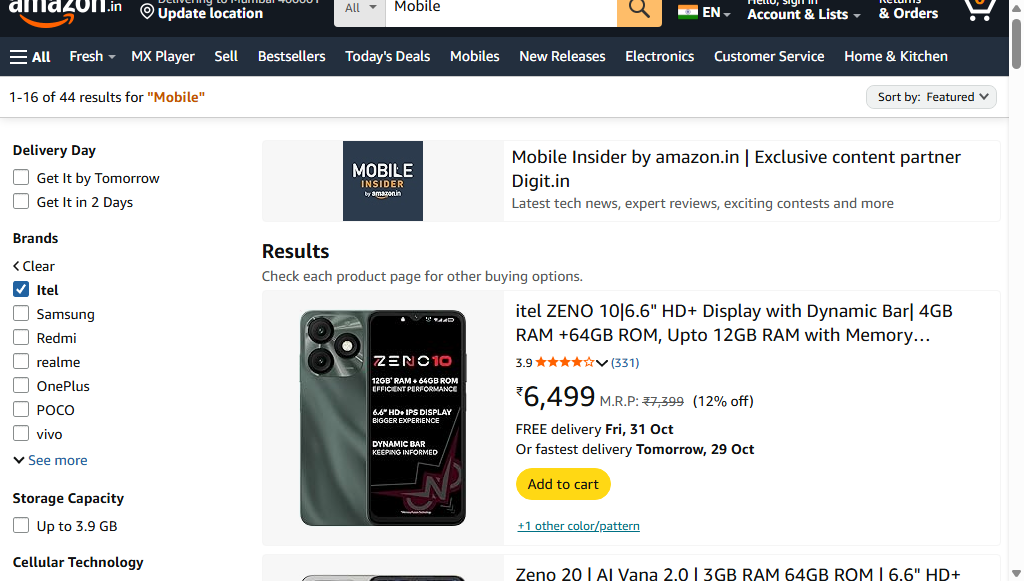 amazon.in
Delivering to Mumbai 400001
Update location
All
Mobile
EN
Hello, sign in
Account & Lists
Returns
& Orders
0
All
Fresh
MX Player
Sell
Bestsellers
Today's Deals
Mobiles
New Releases
Electronics
Customer Service
Home & Kitchen
1-16 of 44 results for "Mobile"
Sort by: Featured
Delivery Day
Get It by Tomorrow
Get It in 2 Days
Brands
Clear
Itel
Samsung
Redmi
realme
OnePlus
POCO
vivo
See more
Storage Capacity
Up to 3.9 GB
Cellular Technology
MOBILE
INSIDER
by amazon.in
Mobile Insider by amazon.in | Exclusive content partner
Digit.in
Latest tech news, expert reviews, exciting contests and more
Results
Check each product page for other buying options.
ZENO10
12GB* RAM + 64GB ROM
EFFICIENT PERFORMANCE
6.6" HD+ IPS DISPLAY
BIGGER EXPERIENCE
DYNAMIC BAR
KEEPING INFORMED
itel ZENO 10|6.6" HD+ Display with Dynamic Bar| 4GB
RAM +64GB ROM, Upto 12GB RAM with Memory…
3.9 (331)
₹6,499 M.R.P: ₹7,399 (12% off)
FREE delivery Fri, 31 Oct
Or fastest delivery Tomorrow, 29 Oct
Add to cart
+1 other color/pattern
Zeno 20 | AI Vana 2.0 | 3GB RAM 64GB ROM | 6.6" HD+